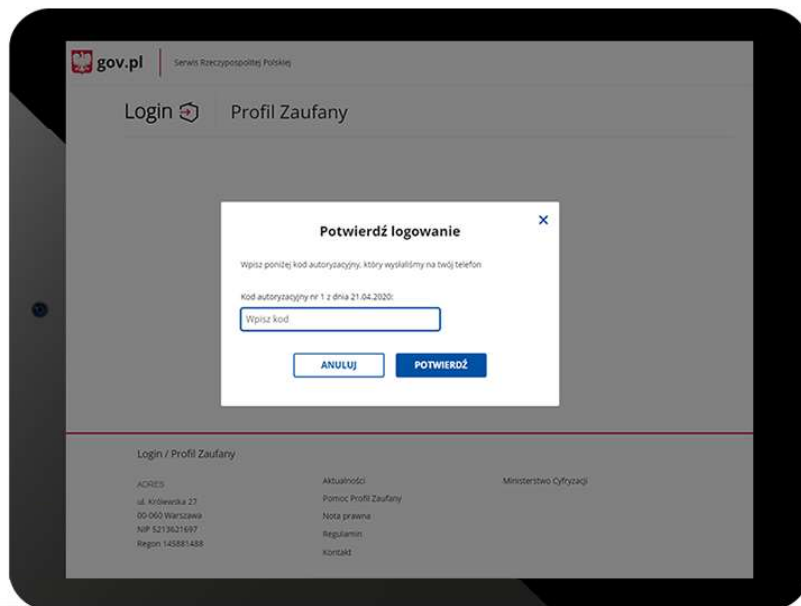 gov.pl
Serwis Rzeczypospolitej Polskiej
Login
Profil Zaufany
Potwierdź logowanie
Wpisz poniżej kod autoryzacyjny, który wysłaliśmy na twój telefon
Kod autoryzacyjny nr 1 z dnia 21.04.2020:
Wpisz kod
ANULUJ
POTWIERDŹ
Login / Profil Zaufany
ADRES
ul. Królewska 27
00-060 Warszawa
NIP 5213621697
Regon 145881488
Aktualności
Pomoc Profil Zaufany
Nota prawna
Regulamin
Kontakt
Ministerstwo Cyfryzacji